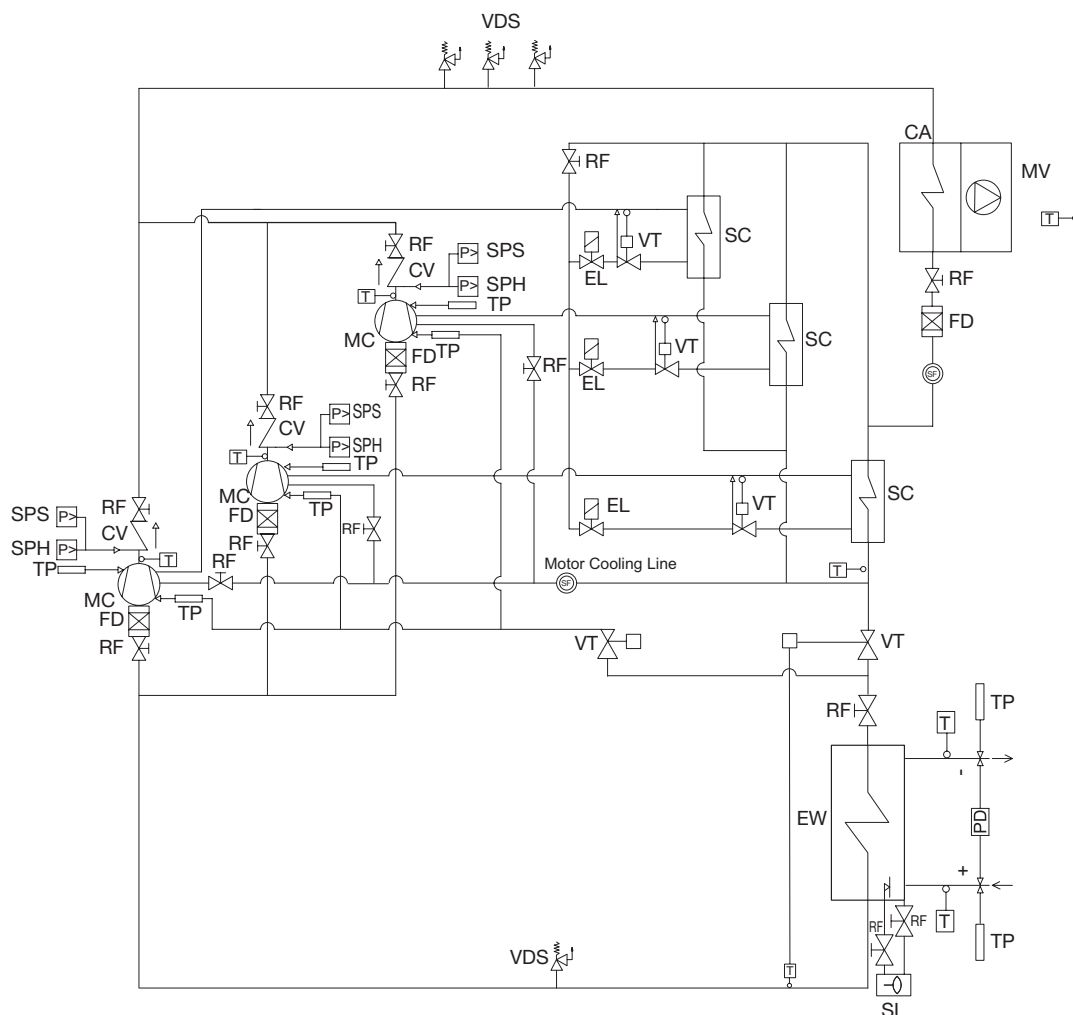 VDS
CA
MV
T
RF
SC
RF
VT
EL
SPS
P>
CV
SPH
P>
T
RF
TP
MC
FD
TP
RF
RF
SC
VT
EL
FD
SF
RF
CV
P>
SPS
P>
SPH
T
TP
MC
FD
TP
RF
RF
SC
VT
EL
SPS
P>
RF
CV
SPH
P>
T
RF
TP
MC
FD
TP
RF
Motor Cooling Line
SF
T
VT
VT
RF
T
TP
-
EW
PD
+
T
RF
RF
TP
VDS
T
SL